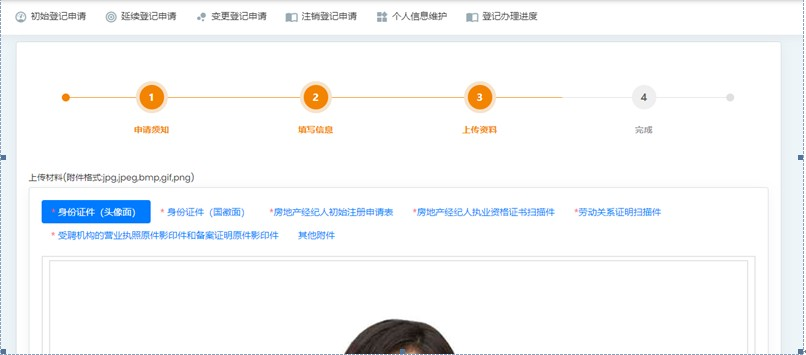 初始登记申请 延续登记申请 变更登记申请 注销登记申请 个人信息维护 登记办理进度
1 2 3 4
申请须知 填写信息 上传资料 完成
上传材料(附件格式:jpg,jpeg,bmp,gif,png)
* 身份证件（头像面） * 身份证件（国徽面） *房地产经纪人初始注册申请表 *房地产经纪人执业资格证书扫描件 *劳动关系证明扫描件
* 受聘机构的营业执照原件影印件和备案证明原件影印件 其他附件